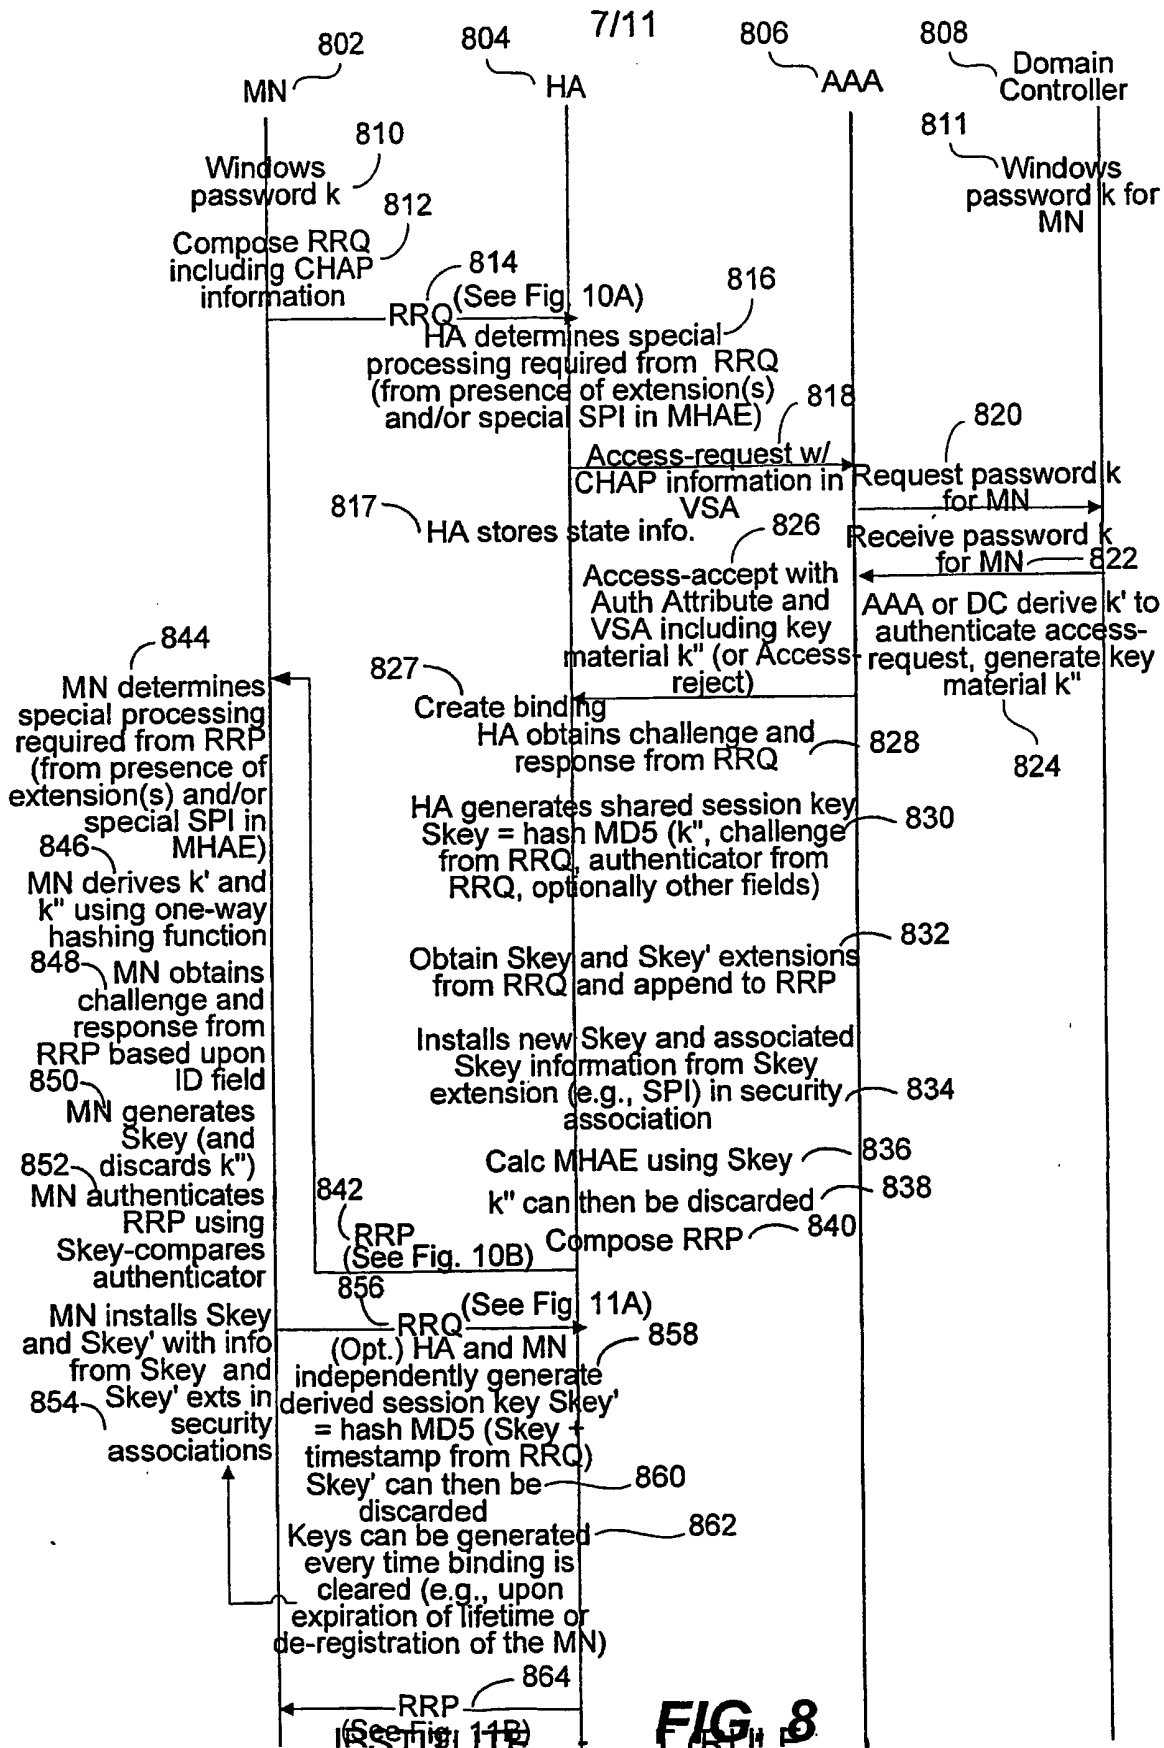 7/11
802
804
806
808
MN
HA
AAA
Domain
Controller
810
811
Windows
password k
Windows
password k for
MN
812
Compose RRQ
including CHAP
information
814
RRQ
(See Fig. 10A)
816
HA determines special
processing required from RRQ
(from presence of extension(s)
and/or special SPI in MHAE)
818
Access-request w/
CHAP information in
VSA
820
Request password k
for MN
817
HA stores state info.
826
Receive password k
for MN
822
Access-accept with
Auth Attribute and
VSA including key
material k" (or Access-
reject)
AAA or DC derive k' to
authenticate access-
request, generate key
material k"
824
827
Create binding
HA obtains challenge and
response from RRQ
828
HA generates shared session key
Skey = hash MD5 (k", challenge
from RRQ, authenticator from
RRQ, optionally other fields)
830
832
Obtain Skey and Skey' extensions
from RRQ and append to RRP
Installs new Skey and associated
Skey information from Skey
extension (e.g., SPI) in security
association
834
Calc MHAE using Skey
836
k" can then be discarded
838
Compose RRP
840
842
RRP
(See Fig. 10B)
844
MN determines
special processing
required from RRP
(from presence of
extension(s) and/or
special SPI in
MHAE)
846
MN derives k' and
k" using one-way
hashing function
848
MN obtains
challenge and
response from
RRP based upon
ID field
850
MN generates
Skey (and
discards k")
852
MN authenticates
RRP using
Skey-compares
authenticator
MN installs Skey
and Skey' with info
from Skey and
Skey' exts in
security
associations
854
856
RRQ
(See Fig. 11A)
858
(Opt.) HA and MN
independently generate
derived session key Skey'
= hash MD5 (Skey +
timestamp from RRQ)
Skey' can then be
discarded
860
Keys can be generated
every time binding is
cleared (e.g., upon
expiration of lifetime or
de-registration of the MN)
862
864
RRP
(See Fig. 11B)
FIG. 8